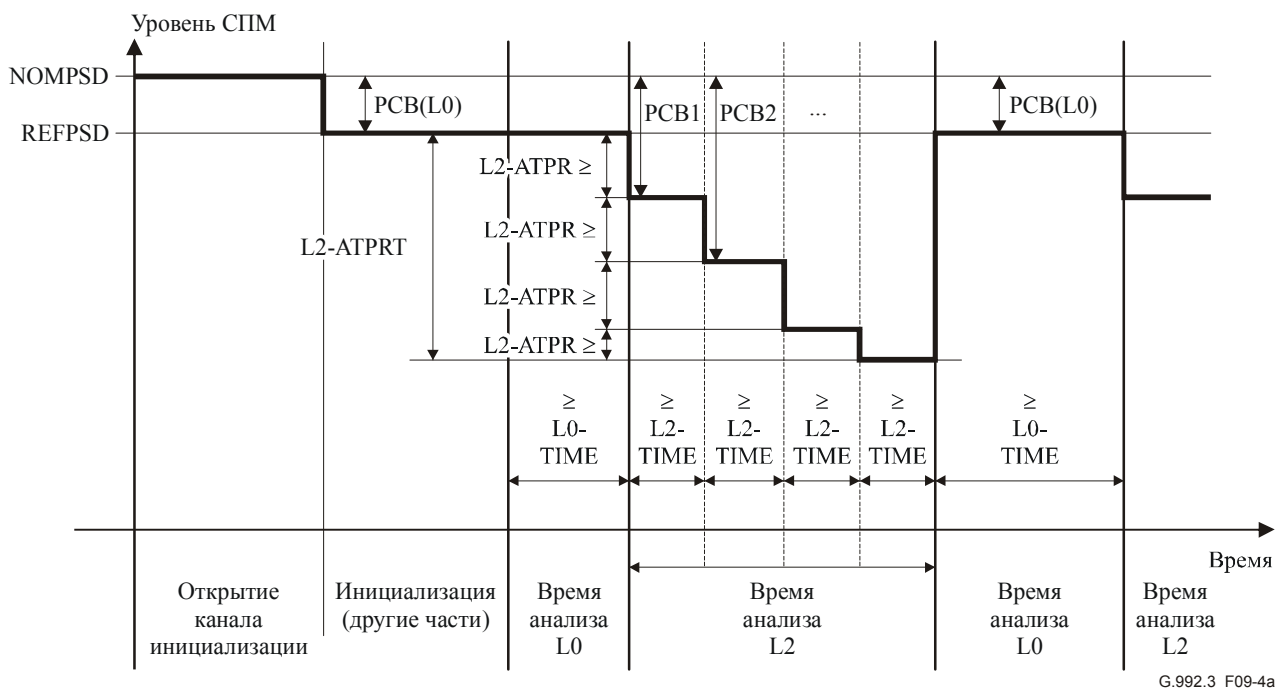 Уровень СПМ
NOMPSD
PCB(L0)
PCB1
PCB2
...
PCB(L0)
REFPSD
L2-ATPR ≥
L2-ATPR ≥
L2-ATPRT
L2-ATPR ≥
L2-ATPR ≥
≥
L0-
TIME
≥
L2-
TIME
≥
L2-
TIME
≥
L2-
TIME
≥
L2-
TIME
≥
L0-
TIME
Время
Открытие
канала
инициализации
Инициализация
(другие части)
Время
анализа
L0
Время
анализа
L2
Время
анализа
L0
Время
анализа
L2
G.992.3_F09-4a